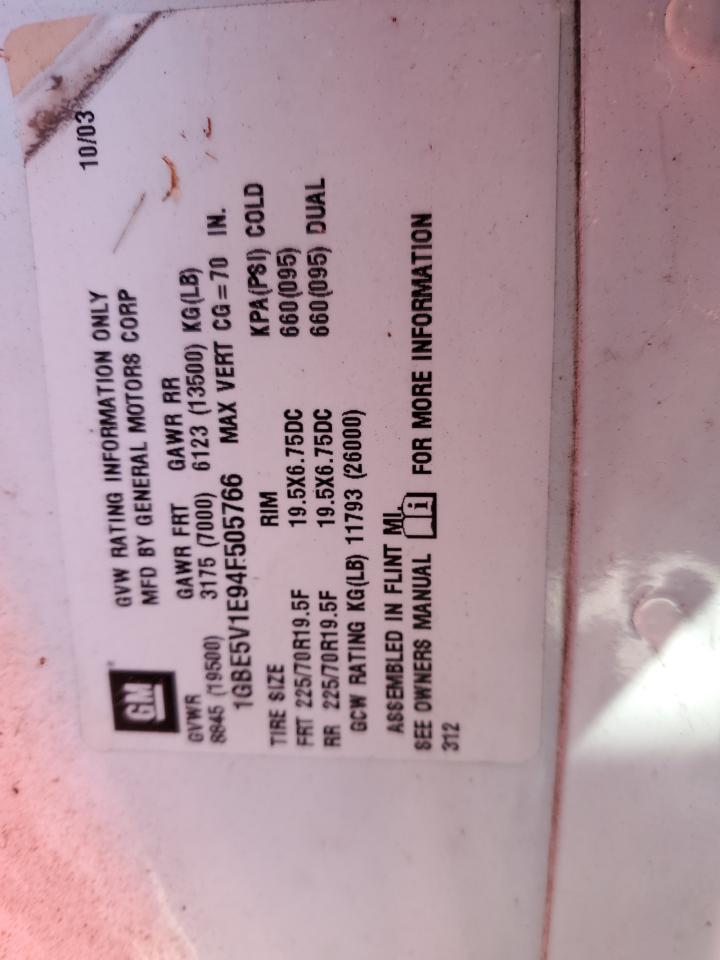 10/03
GM
GVW RATING INFORMATION ONLY
MFD BY GENERAL MOTORS CORP
GVWR GAWR FRT GAWR RR
8845 (19500) 3175 (7000) 6123 (13500) KG(LB)
1GBE5V1E94F505766 MAX VERT CG = 70 IN.
TIRE SIZE RIM KPA(PSI) COLD
FRT 225/70R19.5F 19.5X6.75DC 660(095)
RR 225/70R19.5F 19.5X6.75DC 660(095) DUAL
GCW RATING KG(LB) 11793 (26000)
ASSEMBLED IN FLINT MI.
SEE OWNERS MANUAL i FOR MORE INFORMATION
312